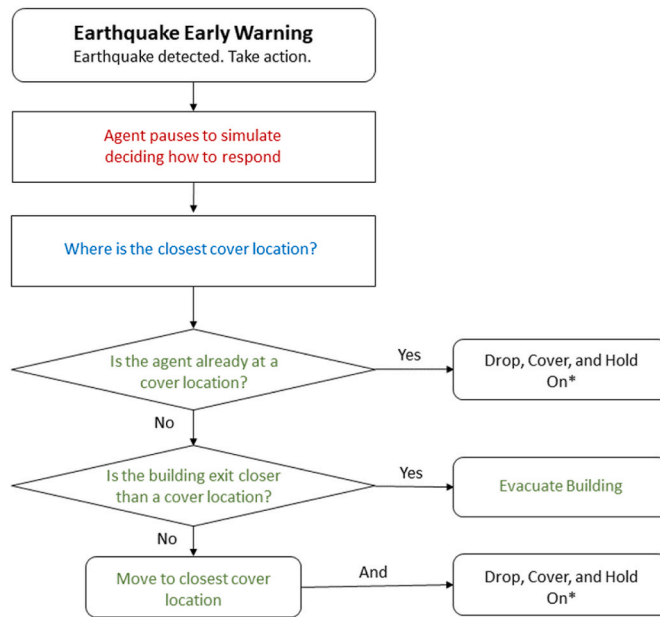 Earthquake Early Warning
Earthquake detected. Take action.
Agent pauses to simulate
deciding how to respond
Where is the closest cover location?
Is the agent already at a
cover location?
Yes
Drop, Cover, and Hold
On*
No
Is the building exit closer
than a cover location?
Yes
Evacuate Building
No
Move to closest cover
location
And
Drop, Cover, and Hold
On*